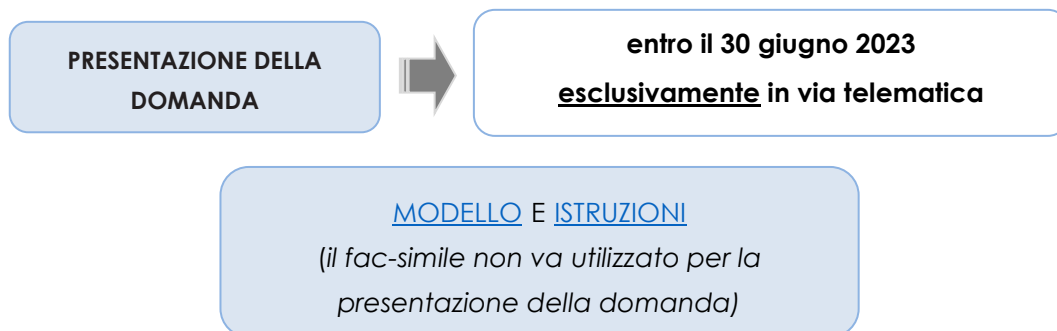 PRESENTAZIONE DELLA
DOMANDA
entro il 30 giugno 2023
esclusivamente in via telematica
MODELLO E ISTRUZIONI
(il fac-simile non va utilizzato per la
presentazione della domanda)